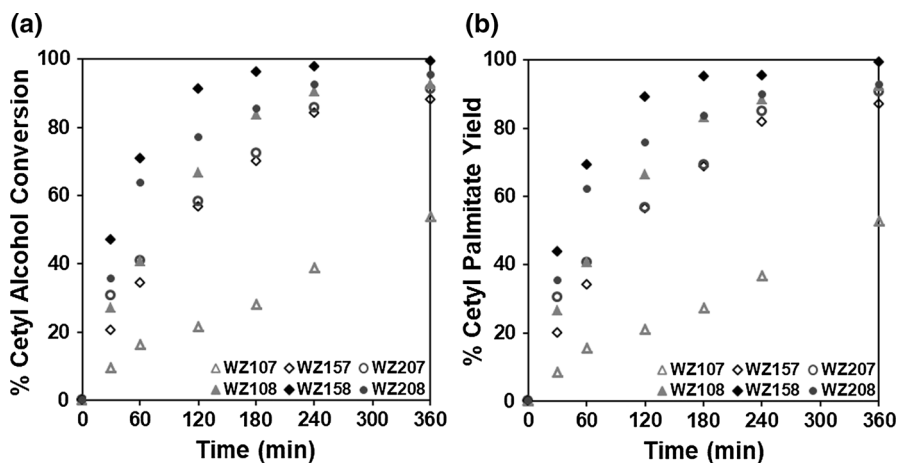 (a)
% Cetyl Alcohol Conversion
100
80
60
40
20
0
WZ107 WZ157 WZ207
WZ108 WZ158 WZ208
0 60 120 180 240 300 360
Time (min)
(b)
% Cetyl Palmitate Yield
100
80
60
40
20
0
WZ107 WZ157 WZ207
WZ108 WZ158 WZ208
0 60 120 180 240 300 360
Time (min)